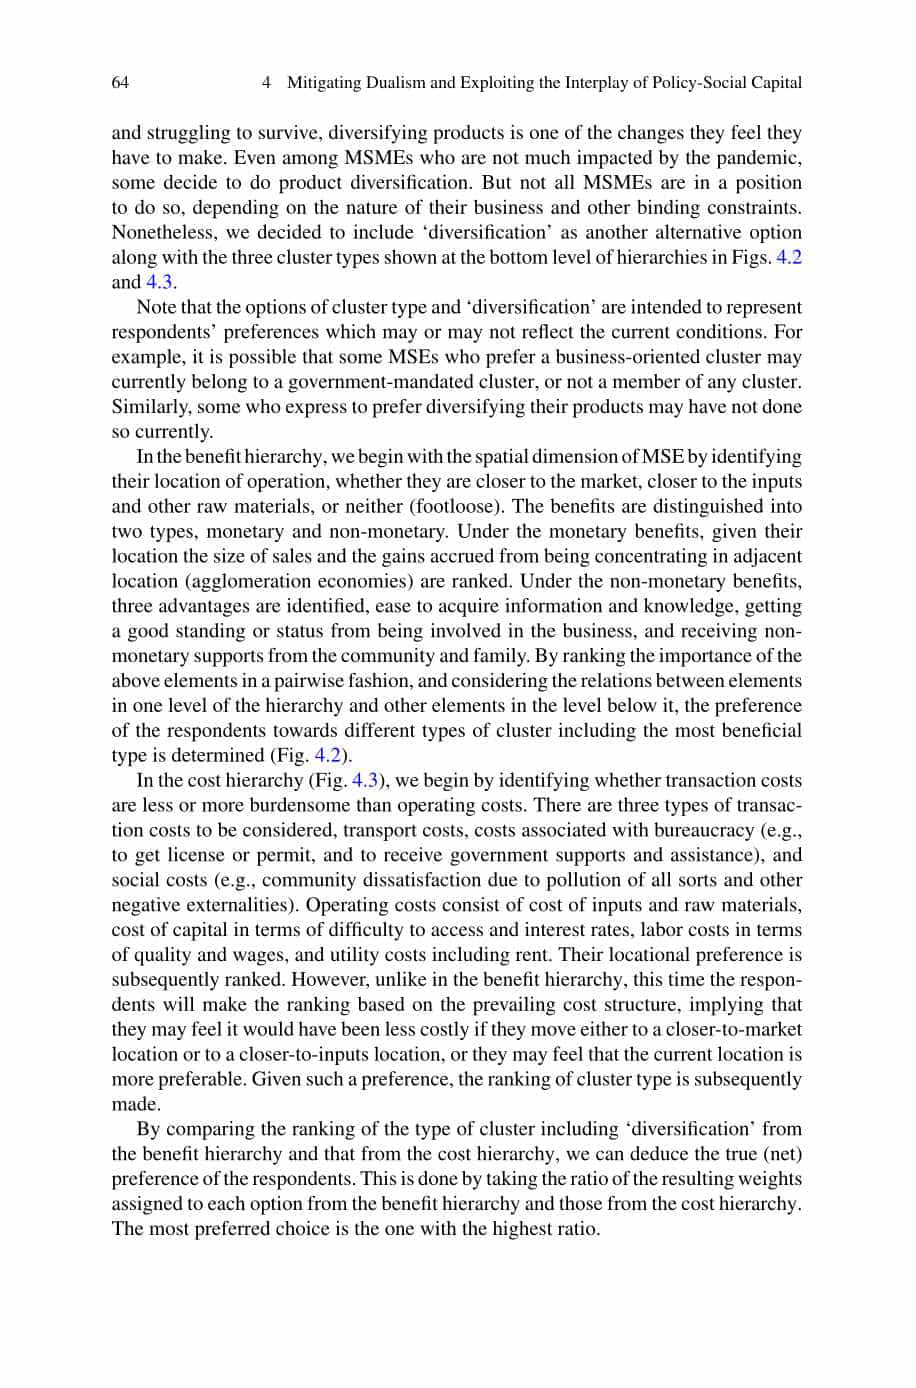 64 4 Mitigating Dualism and Exploiting the Interplay of Policy-Social Capital
and struggling to survive, diversifying products is one of the changes they feel they
have to make. Even among MSMEs who are not much impacted by the pandemic,
some decide to do product diversification. But not all MSMEs are in a position
to do so, depending on the nature of their business and other binding constraints.
Nonetheless, we decided to include ‘diversification’ as another alternative option
along with the three cluster types shown at the bottom level of hierarchies in Figs. 4.2
and 4.3.
Note that the options of cluster type and ‘diversification’ are intended to represent
respondents’ preferences which may or may not reflect the current conditions. For
example, it is possible that some MSEs who prefer a business-oriented cluster may
currently belong to a government-mandated cluster, or not a member of any cluster.
Similarly, some who express to prefer diversifying their products may have not done
so currently.
In the benefit hierarchy, we begin with the spatial dimension of MSE by identifying
their location of operation, whether they are closer to the market, closer to the inputs
and other raw materials, or neither (footloose). The benefits are distinguished into
two types, monetary and non-monetary. Under the monetary benefits, given their
location the size of sales and the gains accrued from being concentrating in adjacent
location (agglomeration economies) are ranked. Under the non-monetary benefits,
three advantages are identified, ease to acquire information and knowledge, getting
a good standing or status from being involved in the business, and receiving non-
monetary supports from the community and family. By ranking the importance of the
above elements in a pairwise fashion, and considering the relations between elements
in one level of the hierarchy and other elements in the level below it, the preference
of the respondents towards different types of cluster including the most beneficial
type is determined (Fig. 4.2).
In the cost hierarchy (Fig. 4.3), we begin by identifying whether transaction costs
are less or more burdensome than operating costs. There are three types of transac-
tion costs to be considered, transport costs, costs associated with bureaucracy (e.g.,
to get license or permit, and to receive government supports and assistance), and
social costs (e.g., community dissatisfaction due to pollution of all sorts and other
negative externalities). Operating costs consist of cost of inputs and raw materials,
cost of capital in terms of difficulty to access and interest rates, labor costs in terms
of quality and wages, and utility costs including rent. Their locational preference is
subsequently ranked. However, unlike in the benefit hierarchy, this time the respon-
dents will make the ranking based on the prevailing cost structure, implying that
they may feel it would have been less costly if they move either to a closer-to-market
location or to a closer-to-inputs location, or they may feel that the current location is
more preferable. Given such a preference, the ranking of cluster type is subsequently
made.
By comparing the ranking of the type of cluster including ‘diversification’ from
the benefit hierarchy and that from the cost hierarchy, we can deduce the true (net)
preference of the respondents. This is done by taking the ratio of the resulting weights
assigned to each option from the benefit hierarchy and those from the cost hierarchy.
The most preferred choice is the one with the highest ratio.